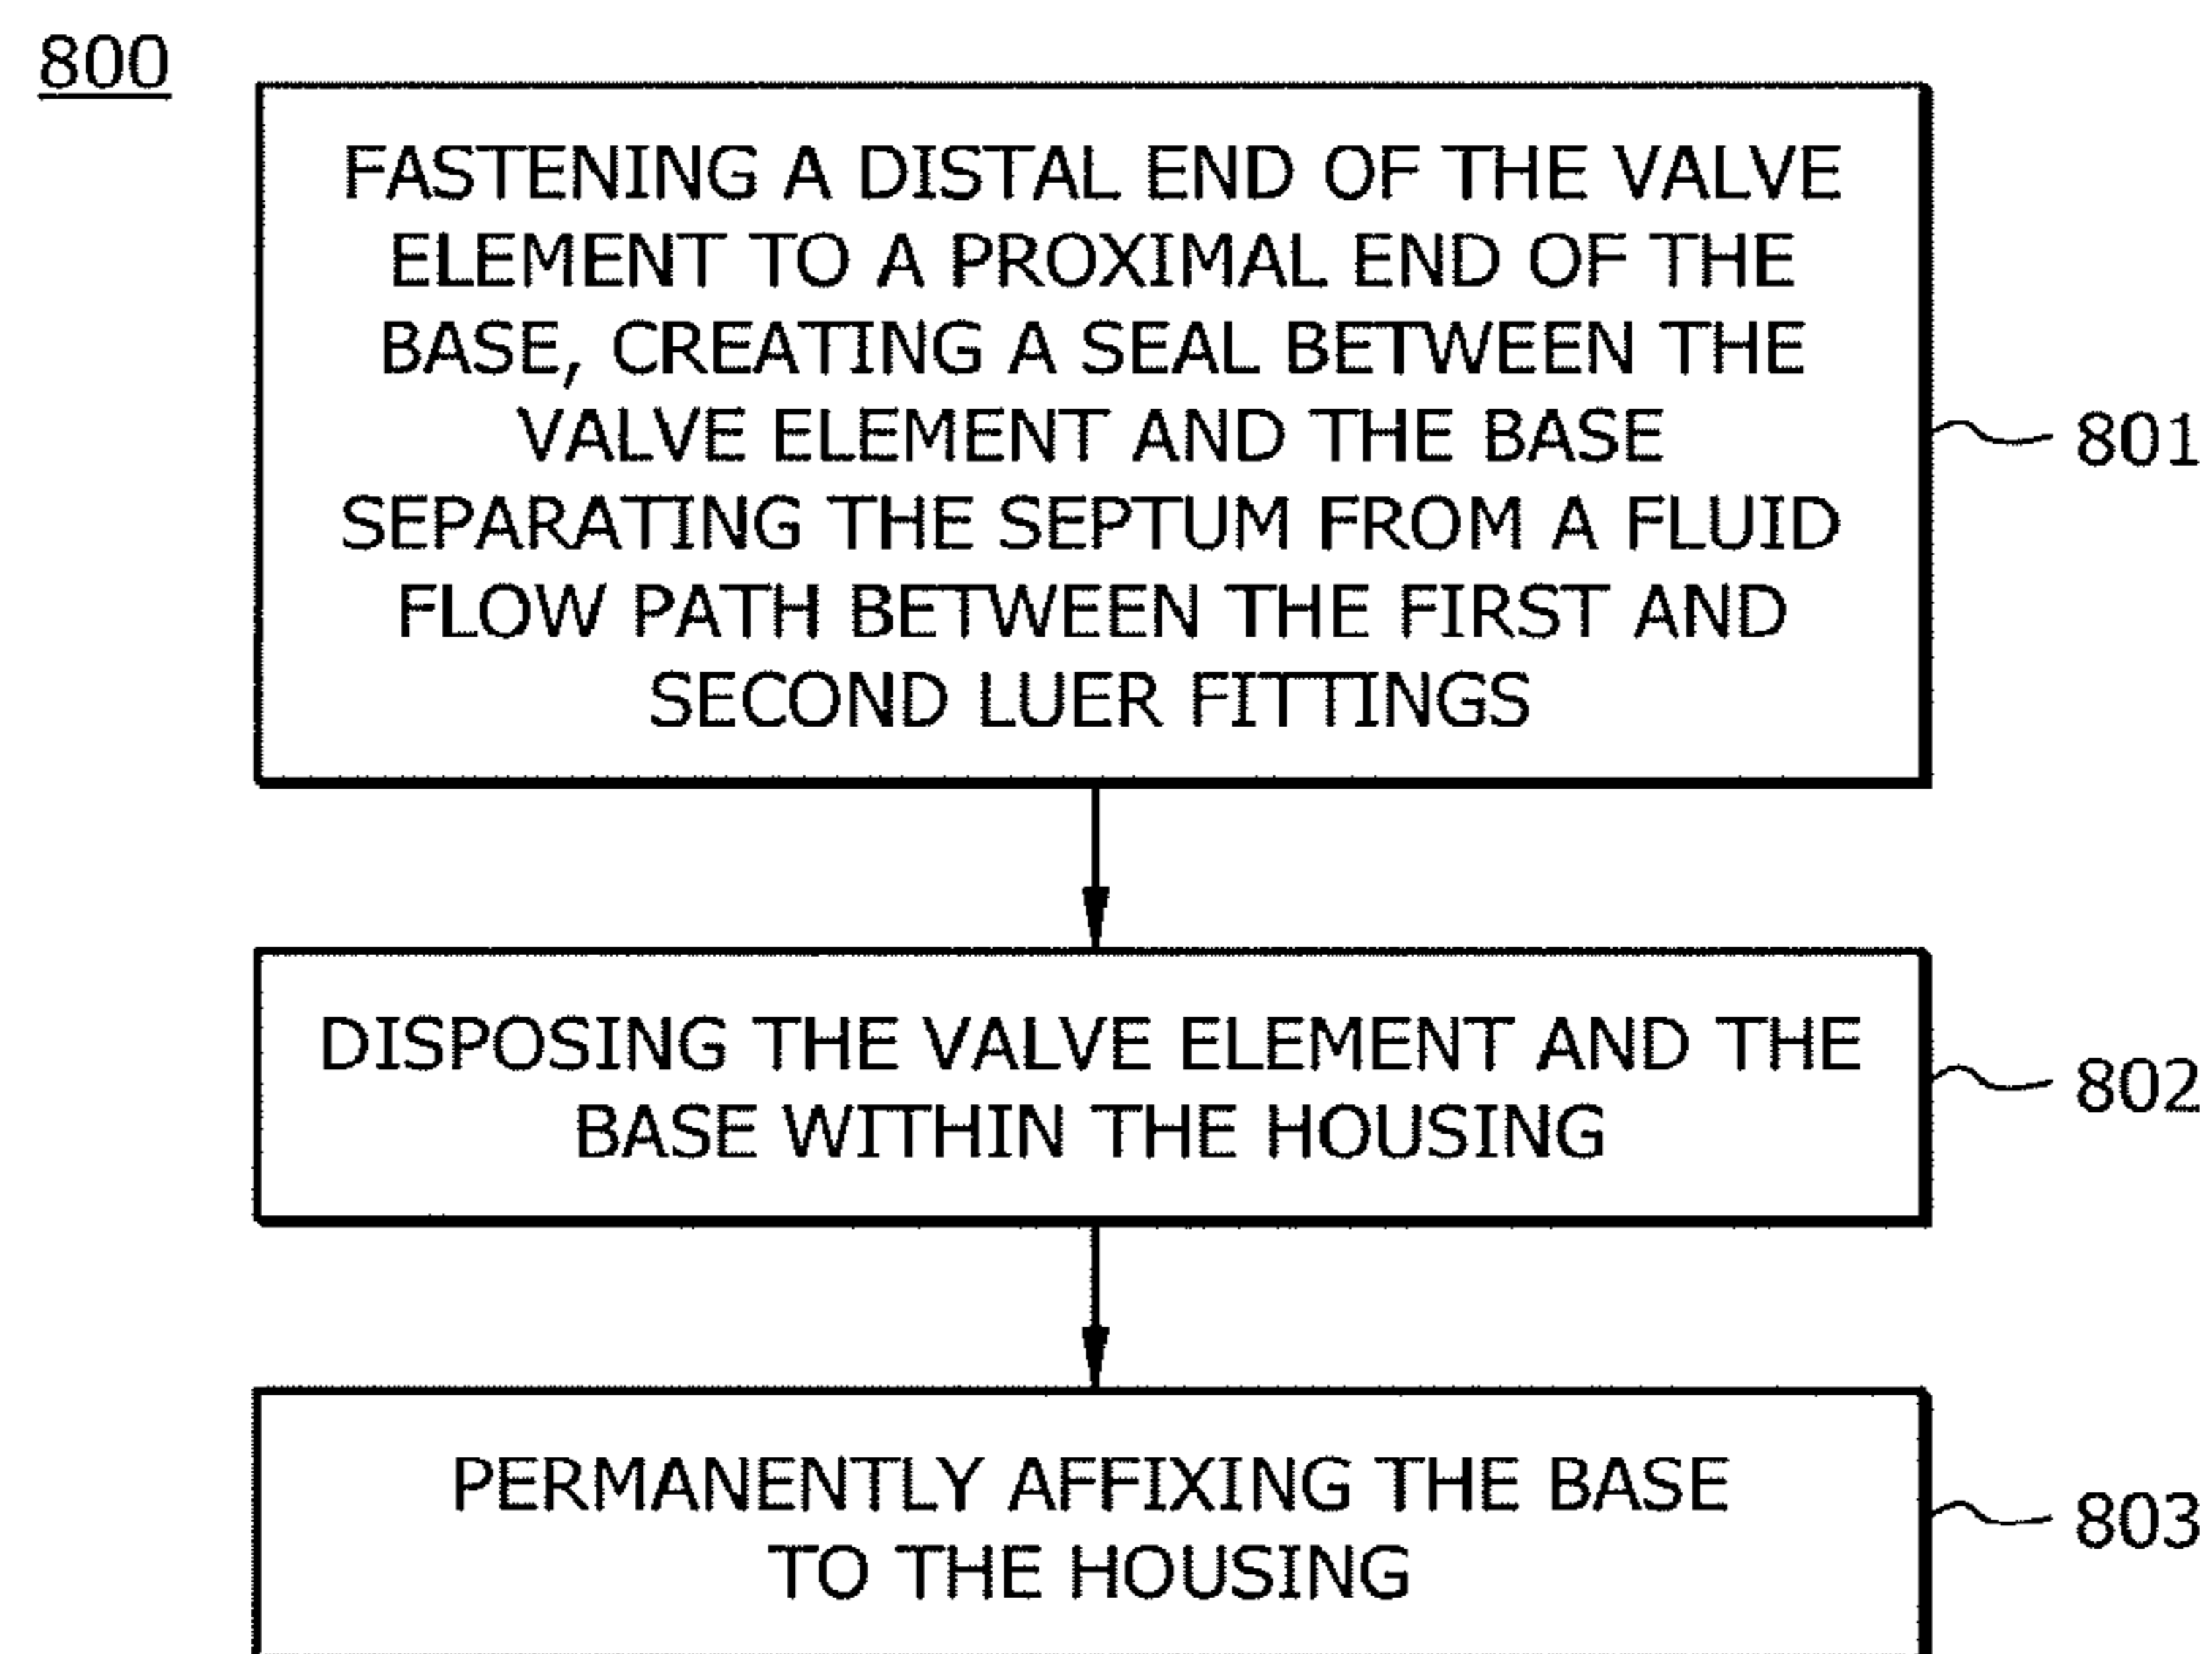 800
FASTENING A DISTAL END OF THE VALVE
ELEMENT TO A PROXIMAL END OF THE
BASE, CREATING A SEAL BETWEEN THE
VALVE ELEMENT AND THE BASE
SEPARATING THE SEPTUM FROM A FLUID
FLOW PATH BETWEEN THE FIRST AND
SECOND LUER FITTINGS
801
DISPOSING THE VALVE ELEMENT AND THE
BASE WITHIN THE HOUSING
802
PERMANENTLY AFFIXING THE BASE
TO THE HOUSING
803